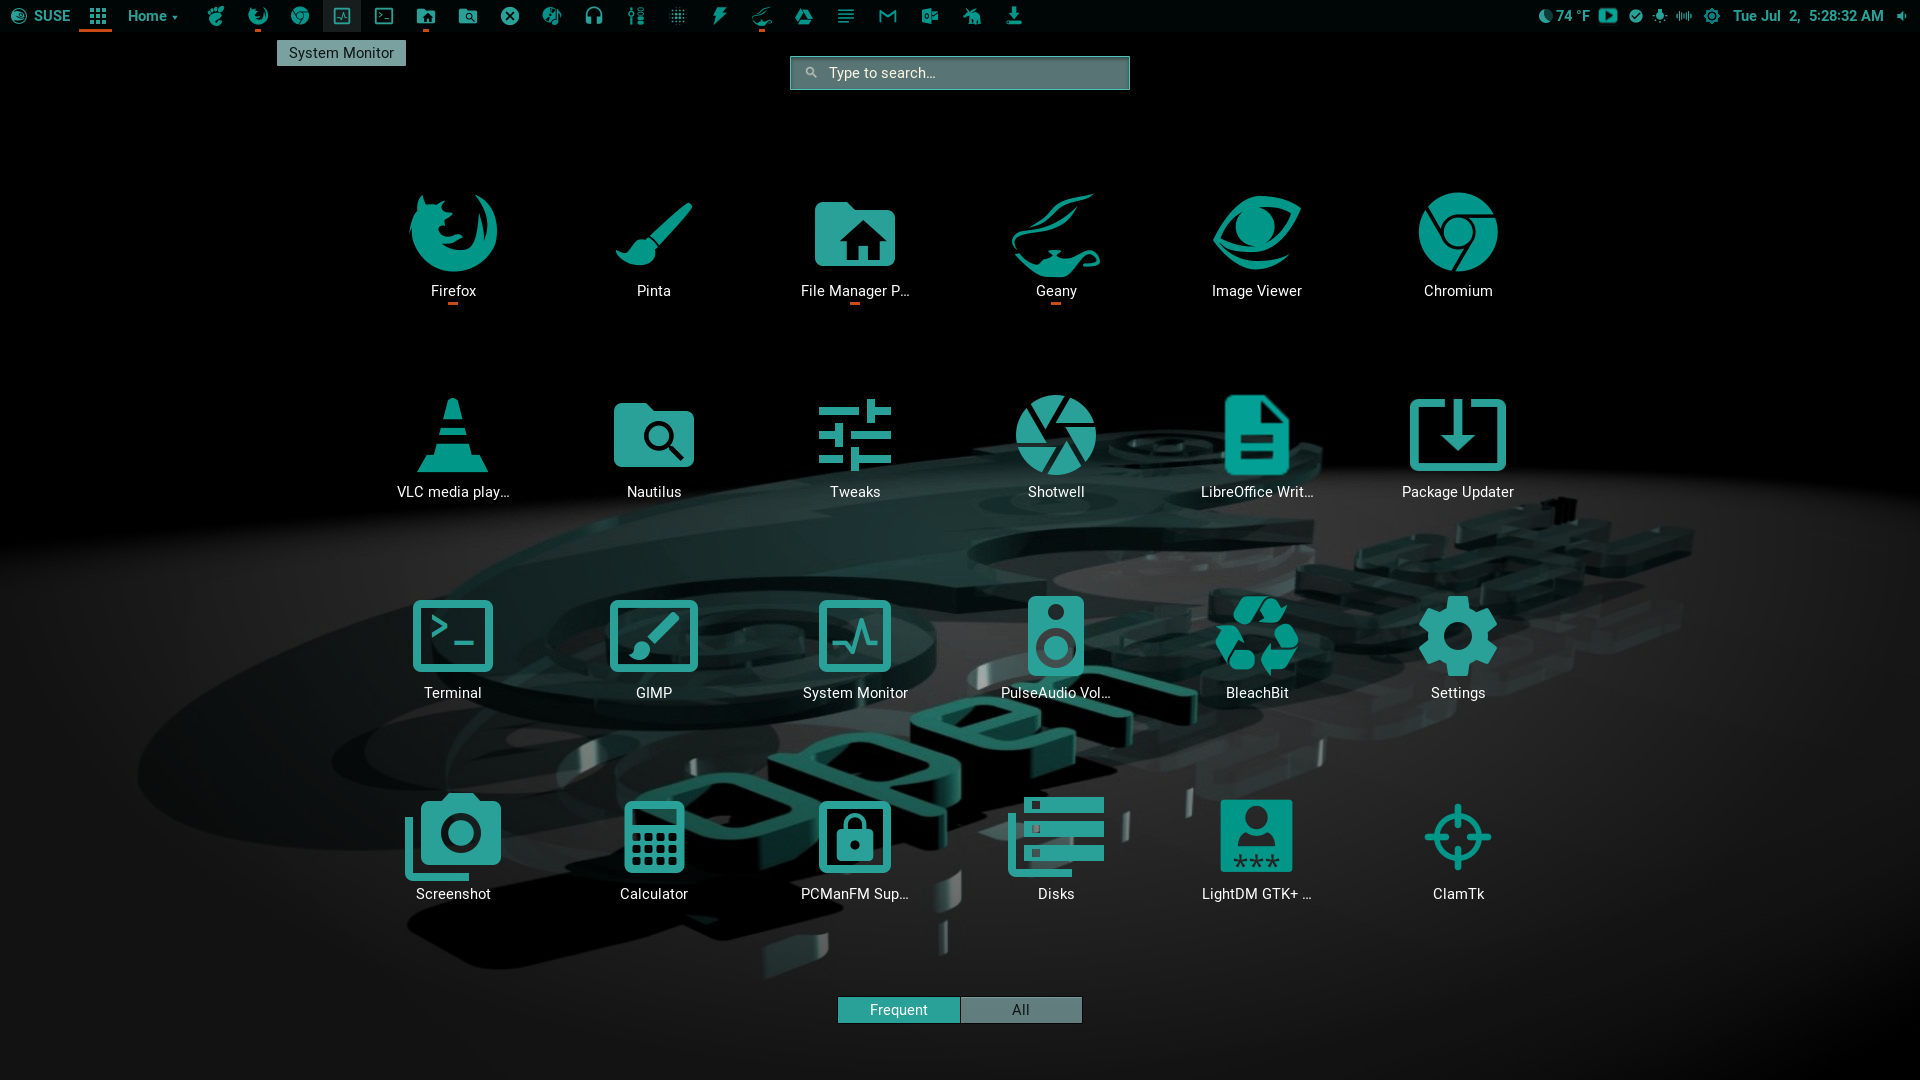 SUSE Home 74 °F Tue Jul 2, 5:28:32 AM
System Monitor
Type to search...
Firefox Pinta File Manager P... Geany Image Viewer Chromium
VLC media play... Nautilus Tweaks Shotwell LibreOffice Writ... Package Updater
Terminal GIMP System Monitor PulseAudio Vol... BleachBit Settings
open
Screenshot Calculator PCManFM Sup... Disks LightDM GTK+ ... ClamTk
Frequent All